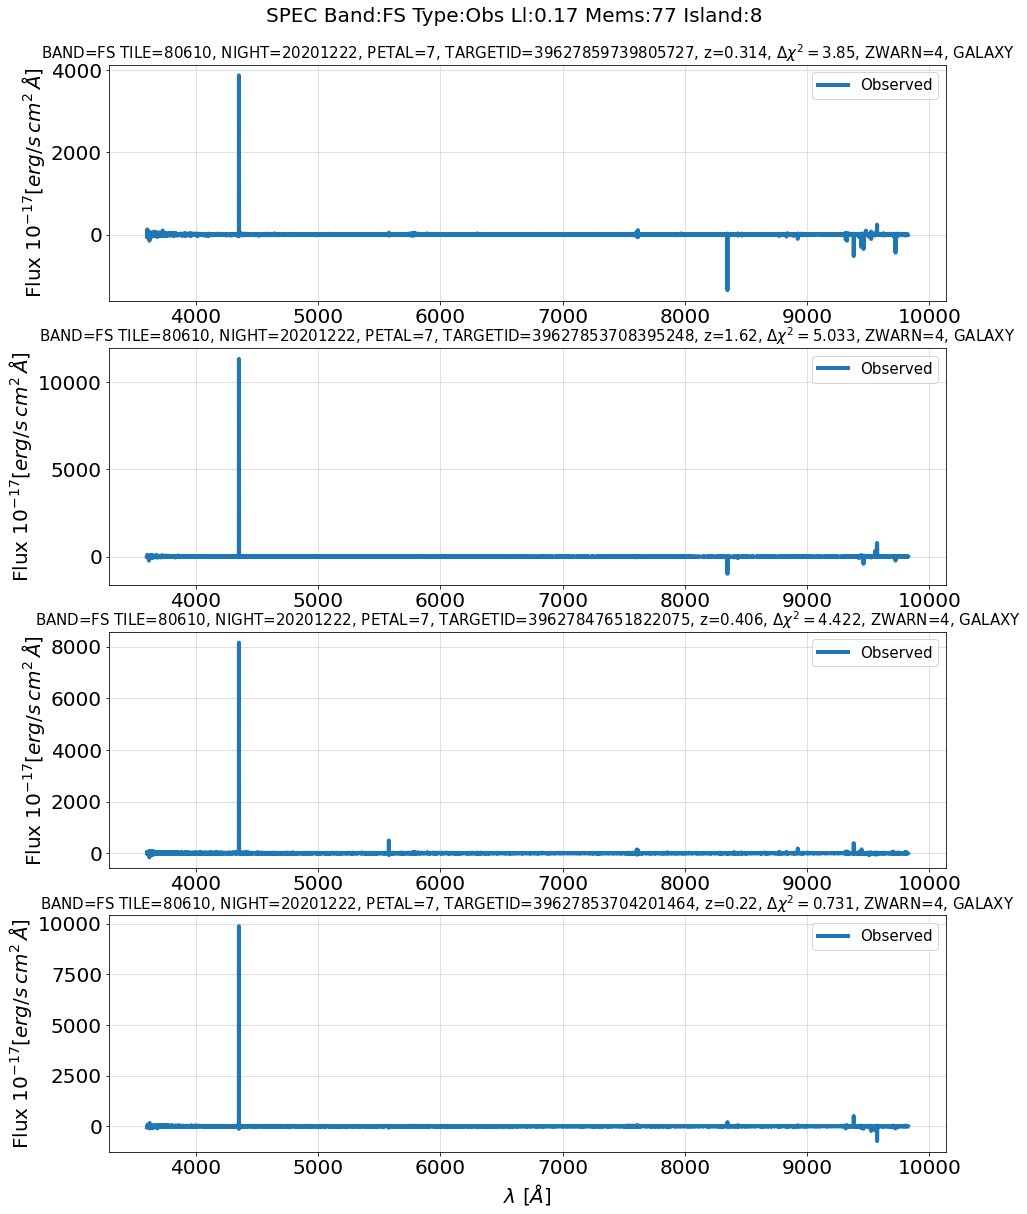 SPEC Band:FS Type:Obs Ll:0.17 Mems:77 Island:8
BAND=FS TILE=80610, NIGHT=20201222, PETAL=7, TARGETID=39627859739805727, z=0.314, Δχ²=3.85, ZWARN=4, GALAXY
Flux 10⁻¹⁷[erg/s cm² Å]
4000
2000
0
Observed
4000 5000 6000 7000 8000 9000 10000
BAND=FS TILE=80610, NIGHT=20201222, PETAL=7, TARGETID=39627853708395248, z=1.62, Δχ²=5.033, ZWARN=4, GALAXY
Flux 10⁻¹⁷[erg/s cm² Å]
10000
5000
0
Observed
4000 5000 6000 7000 8000 9000 10000
BAND=FS TILE=80610, NIGHT=20201222, PETAL=7, TARGETID=39627847651822075, z=0.406, Δχ²=4.422, ZWARN=4, GALAXY
Flux 10⁻¹⁷[erg/s cm² Å]
8000
6000
4000
2000
0
Observed
4000 5000 6000 7000 8000 9000 10000
BAND=FS TILE=80610, NIGHT=20201222, PETAL=7, TARGETID=39627853704201464, z=0.22, Δχ²=0.731, ZWARN=4, GALAXY
Flux 10⁻¹⁷[erg/s cm² Å]
10000
7500
5000
2500
0
Observed
4000 5000 6000 7000 8000 9000 10000
λ [Å]